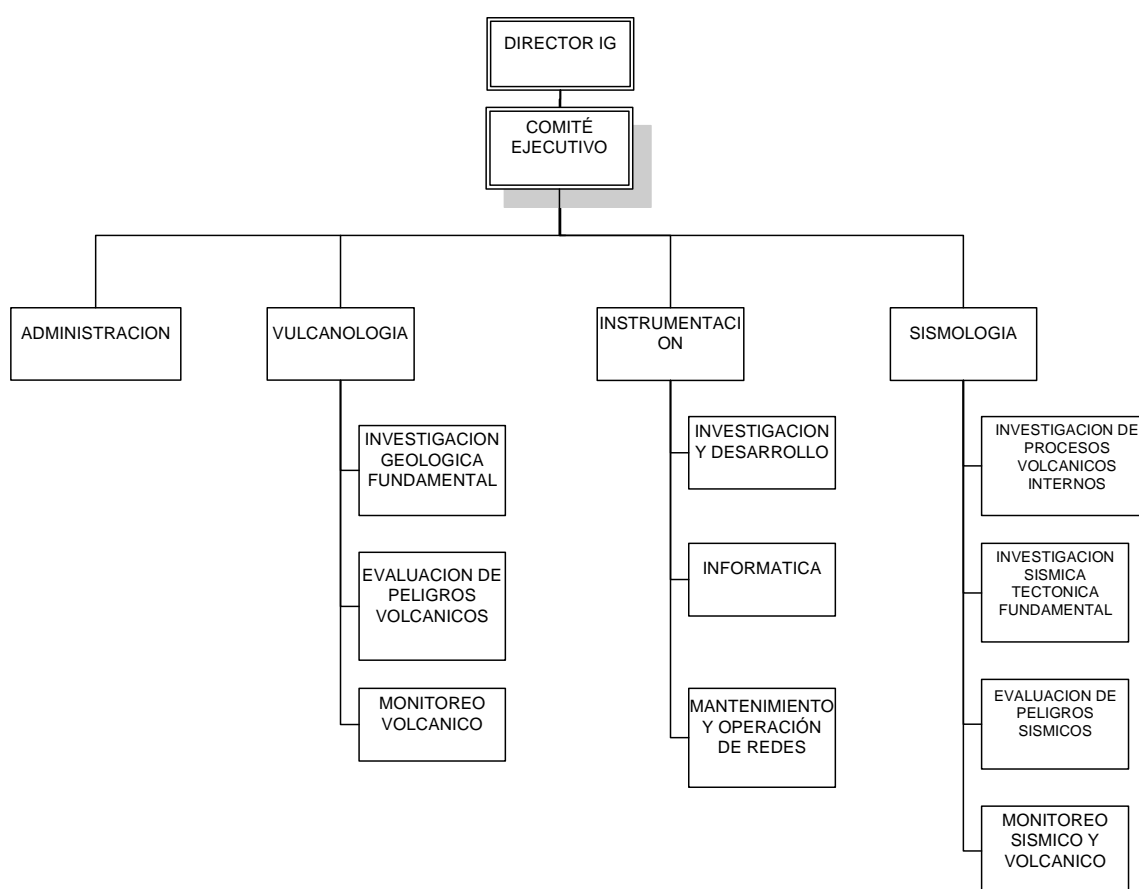 DIRECTOR IG
COMITÉ
EJECUTIVO
ADMINISTRACION
VULCANOLOGIA
INSTRUMENTACI
ON
SISMOLOGIA
INVESTIGACION
GEOLOGICA
FUNDAMENTAL
EVALUACION DE
PELIGROS
VOLCANICOS
MONITOREO
VOLCANICO
INVESTIGACION
Y DESARROLLO
INFORMATICA
MANTENIMIENTO
Y OPERACIÓN
DE REDES
INVESTIGACION DE
PROCESOS
VOLCANICOS
INTERNOS
INVESTIGACION
SISMICA
TECTONICA
FUNDAMENTAL
EVALUACION DE
PELIGROS
SISMICOS
MONITOREO
SISMICO Y
VOLCANICO